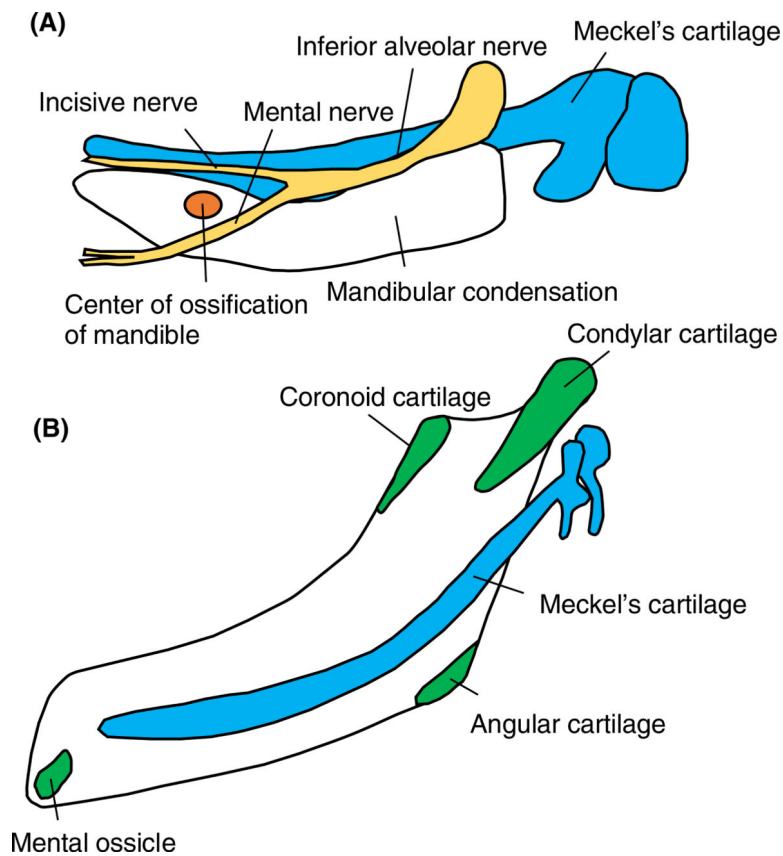 (A)
Meckel's cartilage
Inferior alveolar nerve
Incisive nerve
Mental nerve
Center of ossification
of mandible
Mandibular condensation
Condylar cartilage
Coronoid cartilage
(B)
Meckel's cartilage
Angular cartilage
Mental ossicle